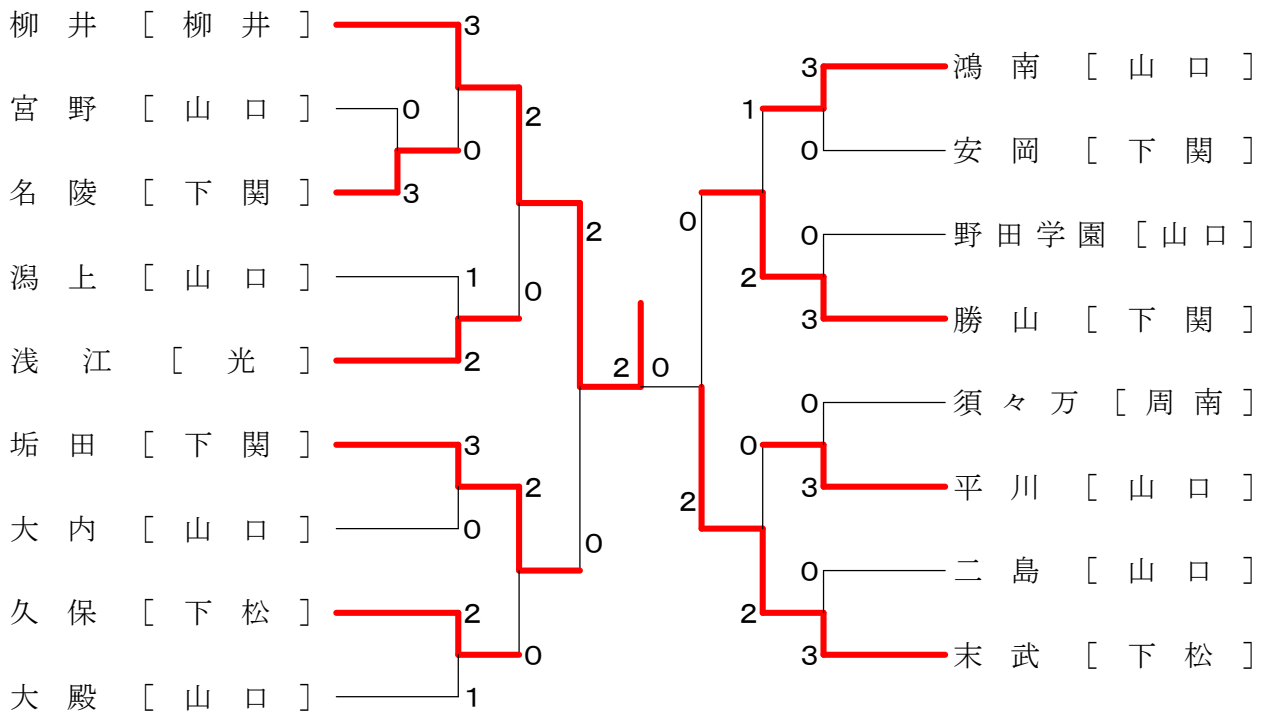 柳井 [柳井] 3
鴻南 [山口] 3
宮野 [山口] 0
1
2
安岡 [下関] 0
0
名陵 [下関] 3
0
2
野田学園 [山口] 0
潟上 [山口] 1
2
0
勝山 [下関] 3
浅江 [光] 2
2 0
須々万 [周南] 0
垢田 [下関] 3
0
2
平川 [山口] 3
2
大内 [山口] 0
0
二島 [山口] 0
久保 [下松] 2
2
0
末武 [下松] 3
大殿 [山口] 1